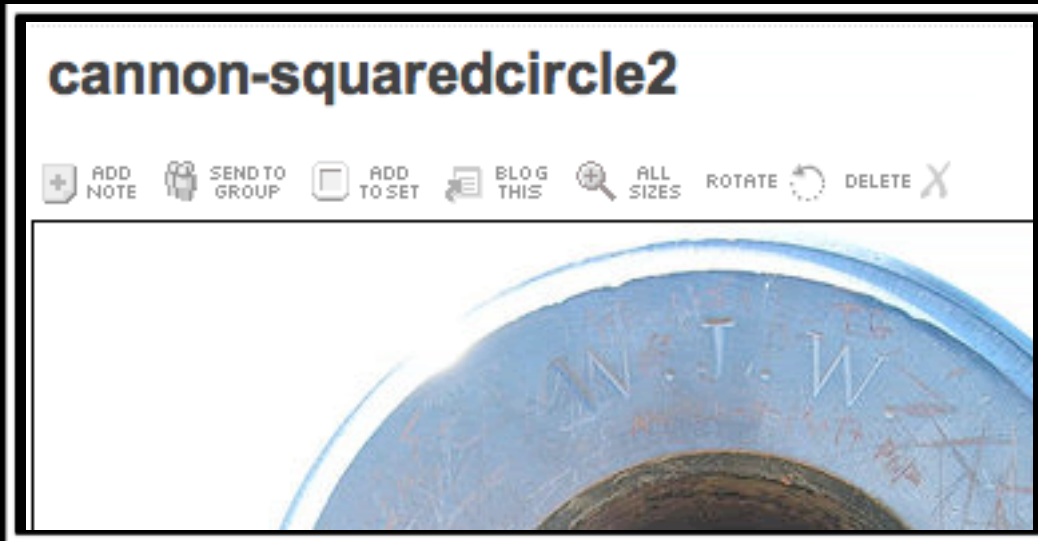 cannon-squaredcircle2
ADD NOTE SEND TO GROUP ADD TO SET BLOG THIS ALL SIZES ROTATE DELETE
W.J.W